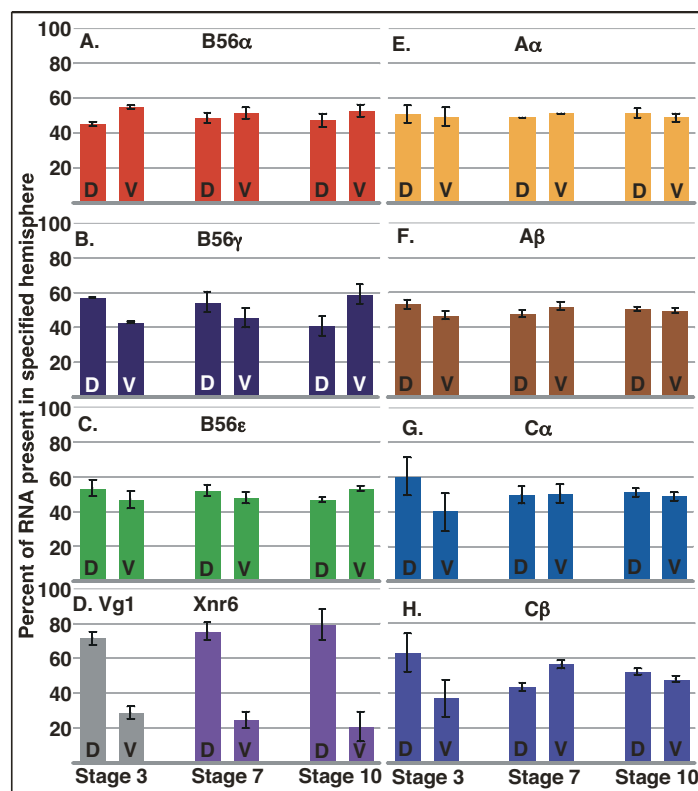 Percent of RNA present in specified hemisphere
100
A. B56α
80
60
40
20
D V D V D V
E. Aα
D V D V D V
100
B. B56γ
80
60
40
20
D V D V D V
F. Aβ
D V D V D V
100
C. B56ε
80
60
40
20
D V D V D V
G. Cα
D V D V D V
100
D. Vg1 Xnr6
80
60
40
20
D V D V D V
Stage 3 Stage 7 Stage 10
H. Cβ
D V D V D V
Stage 3 Stage 7 Stage 10